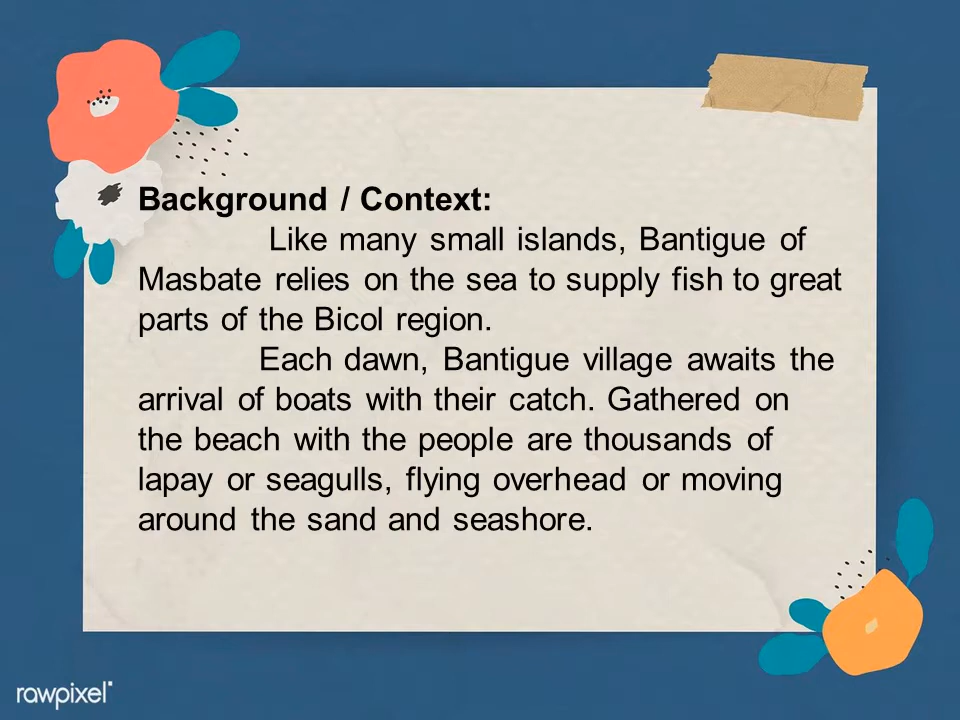 Background / Context:
Like many small islands, Bantigue of
Masbate relies on the sea to supply fish to great
parts of the Bicol region.
Each dawn, Bantigue village awaits the
arrival of boats with their catch. Gathered on
the beach with the people are thousands of
lapay or seagulls, flying overhead or moving
around the sand and seashore.
rawpixel